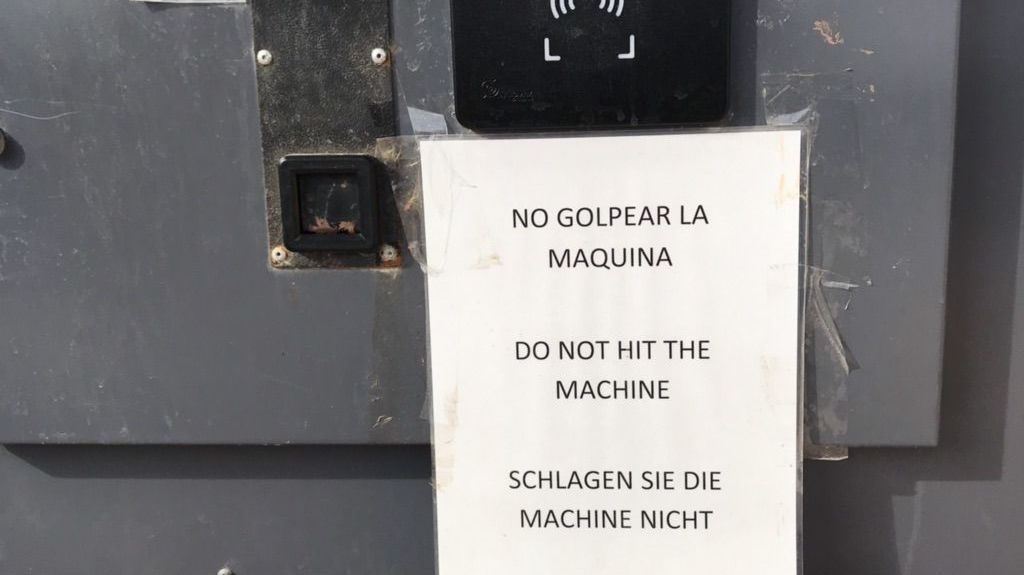 NO GOLPEAR LA
MAQUINA
DO NOT HIT THE
MACHINE
SCHLAGEN SIE DIE
MACHINE NICHT